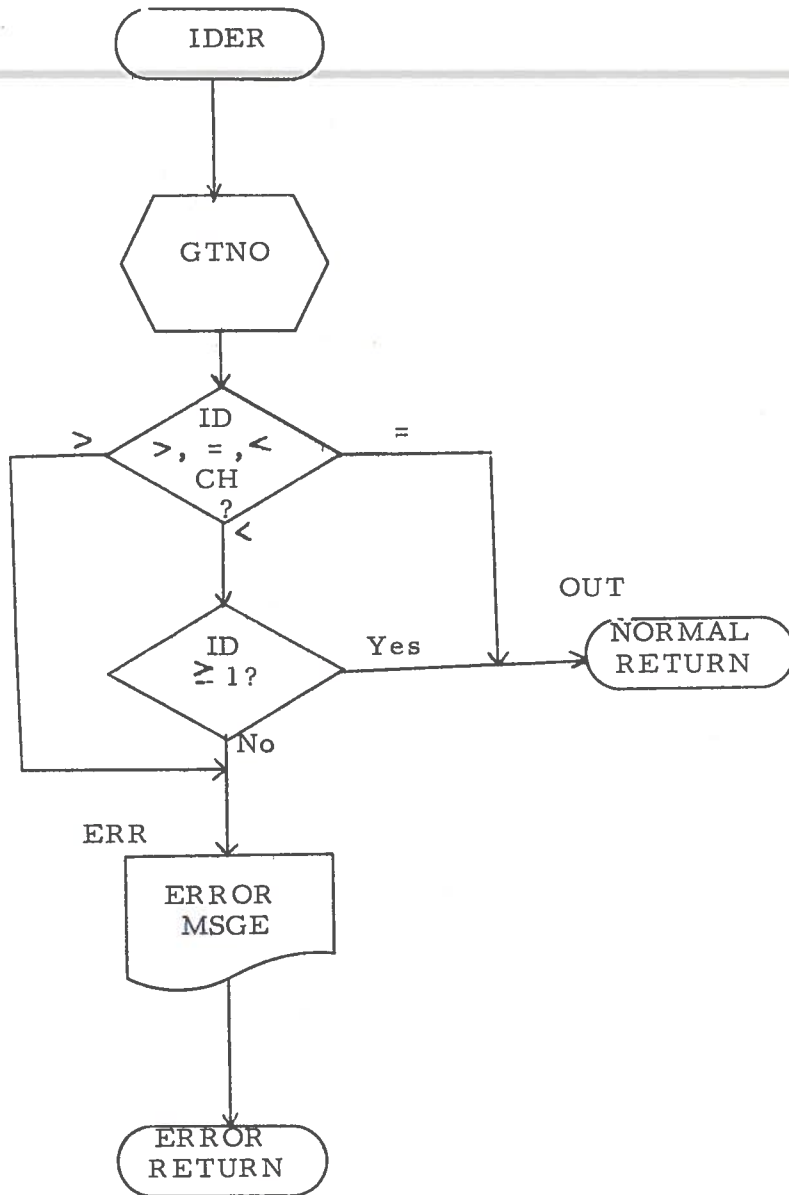 IDER
GTNO
ID
>, =, <
CH
?
>
=
<
OUT
NORMAL
RETURN
ID
≥ 1?
Yes
No
ERR
ERROR
MSGE
ERROR
RETURN